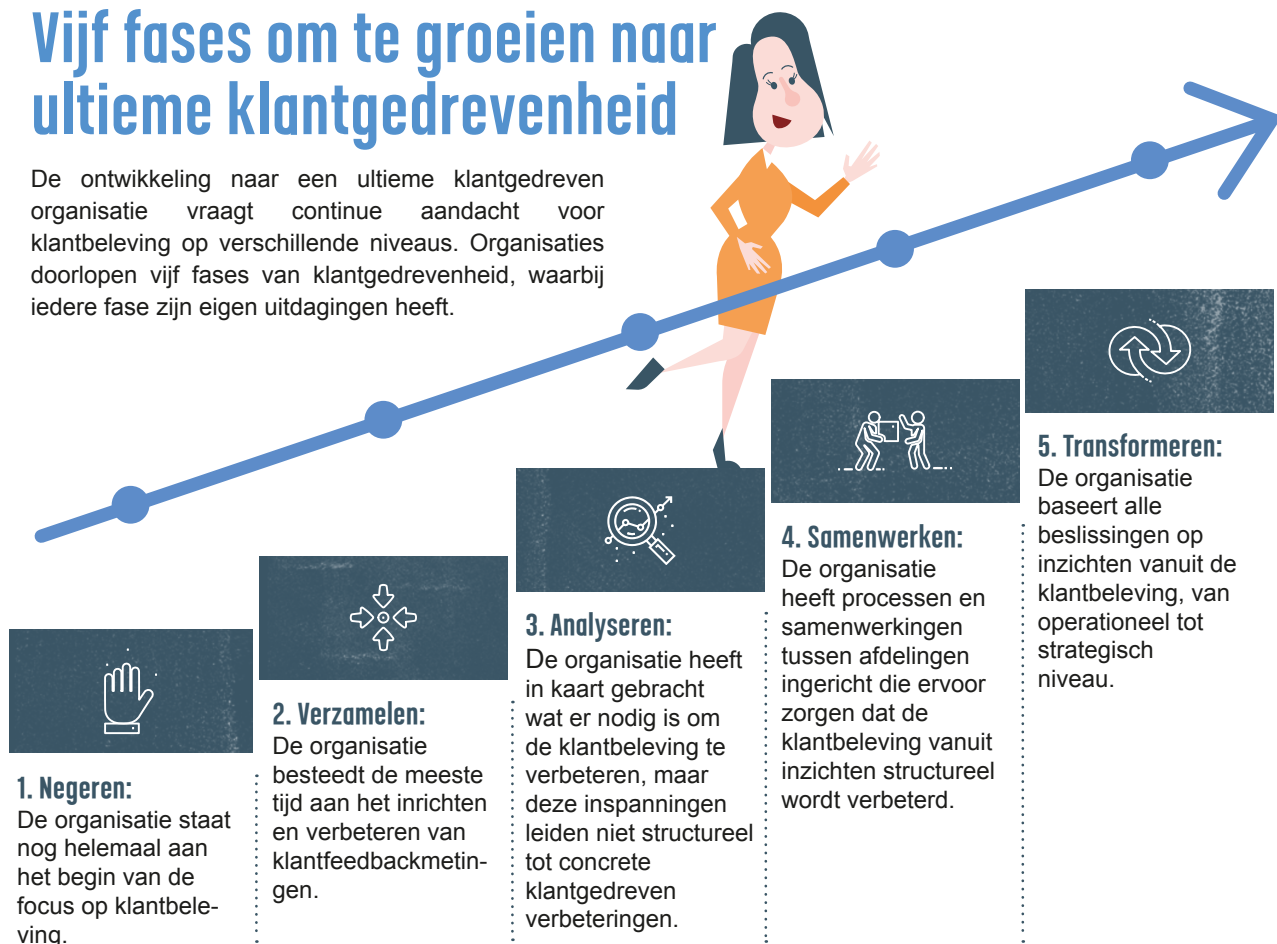 Vijf fases om te groeien naar
ultieme klantgedrevenheid
De ontwikkeling naar een ultieme klantgedreven
organisatie vraagt continue aandacht voor
klantbeleving op verschillende niveaus. Organisaties
doorlopen vijf fases van klantgedrevenheid, waarbij
iedere fase zijn eigen uitdagingen heeft.
1. Negeren:
De organisatie staat
nog helemaal aan
het begin van de
focus op klantbele-
ving.
2. Verzamelen:
De organisatie
besteedt de meeste
tijd aan het inrichten
en verbeteren van
klantfeedbackmetin-
gen.
3. Analyseren:
De organisatie heeft
in kaart gebracht
wat er nodig is om
de klantbeleving te
verbeteren, maar
deze inspanningen
leiden niet structureel
tot concrete
klantgedreven
verbeteringen.
4. Samenwerken:
De organisatie
heeft processen en
samenwerkingen
tussen afdelingen
ingericht die ervoor
zorgen dat de
klantbeleving vanuit
inzichten structureel
wordt verbeterd.
5. Transformeren:
De organisatie
baseert alle
beslissingen op
inzichten vanuit de
klantbeleving, van
operationeel tot
strategisch
niveau.